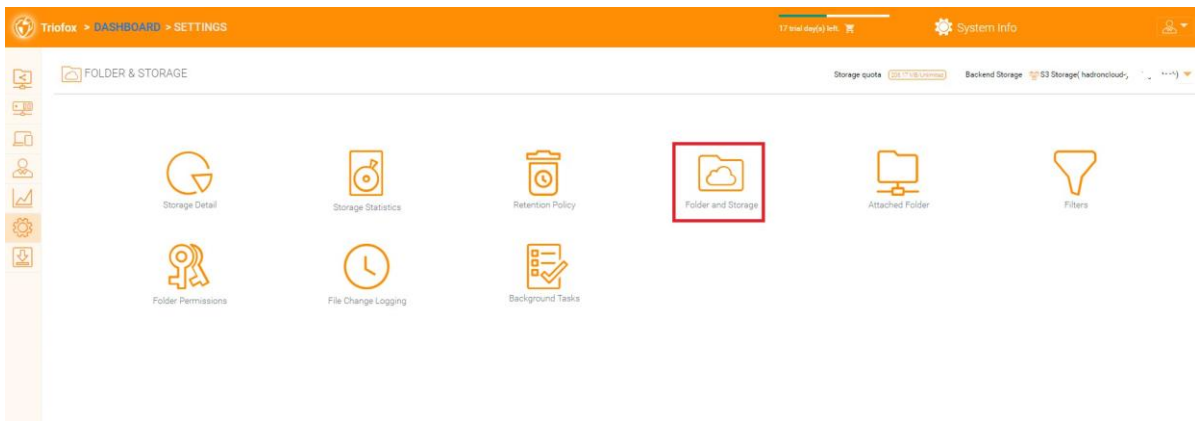 Triofox > DASHBOARD > SETTINGS
17 trial day(s) left.
System Info
FOLDER & STORAGE
Storage quota
Backend Storage S3 Storage( hadroncloud-,
Storage Detail
Storage Statistics
Retention Policy
Folder and Storage
Attached Folder
Filters
Folder Permissions
File Change Logging
Background Tasks